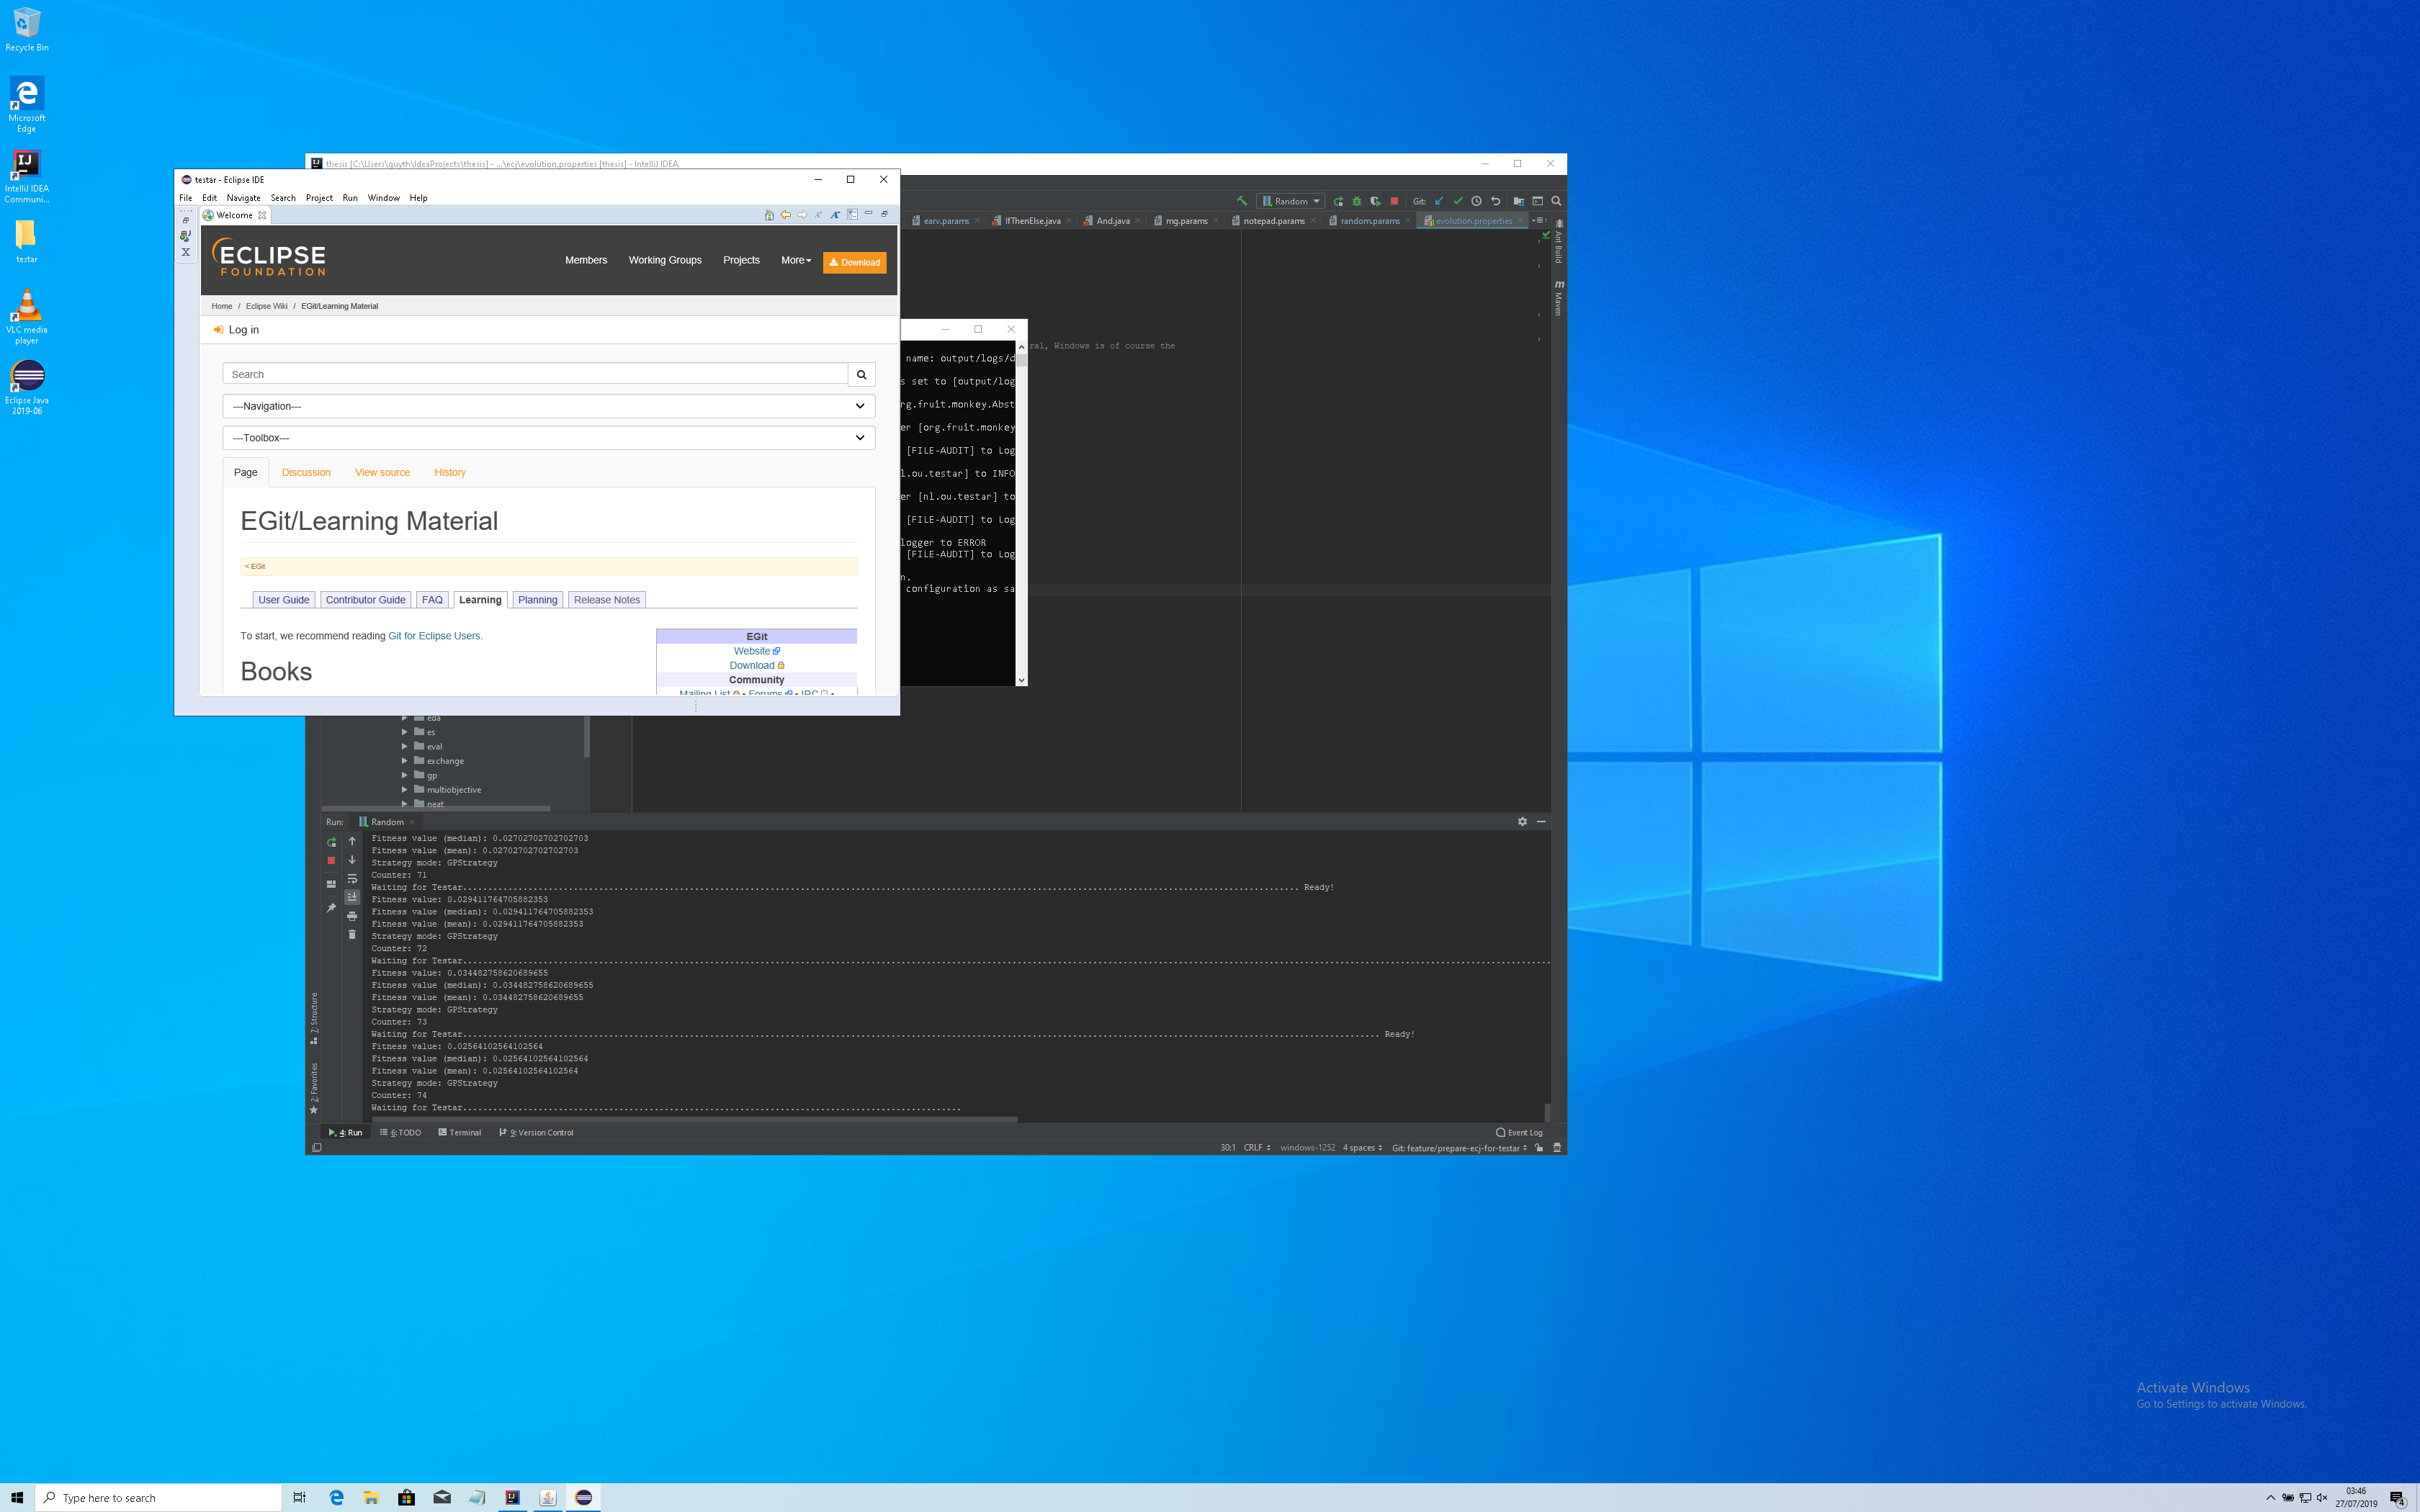 Recycle Bin
Microsoft
Edge
IntelliJ IDEA
Communi...
testar
VLC media
player
Eclipse Java
2019-06
thesis [C:\Users\guyth\IdeaProjects\thesis] - ...\ecj\evolution.properties [thesis] - IntelliJ IDEA
testar - Eclipse IDE
File Edit Navigate Search Project Run Window Help
Welcome
ECLIPSE
FOUNDATION
Members Working Groups Projects More Download
Home / Eclipse Wiki / EGit/Learning Material
Log in
Search
---Navigation---
---Toolbox---
Page Discussion View source History
EGit/Learning Material
< EGit
User Guide Contributor Guide FAQ Learning Planning Release Notes
To start, we recommend reading Git for Eclipse Users.
Books
EGit
Website
Download
Community
Mailing List • Forums • IRC •
Random Git:
earv.params IfThenElse.java And.java mg.params notepad.params random.params evolution.properties
Ant Build
Maven
ral, Windows is of course the
name: output/logs/d
s set to [output/log
rg.fruit.monkey.Abst
er [org.fruit.monkey
[FILE-AUDIT] to Log
l.ou.testar] to INFO
er [nl.ou.testar] to
[FILE-AUDIT] to Log
logger to ERROR
[FILE-AUDIT] to Log
n.
configuration as sa
eda
es
eval
exchange
gp
multiobjective
neat
Run: Random
Fitness value (median): 0.02702702702702703
Fitness value (mean): 0.02702702702702703
Strategy mode: GPStrategy
Counter: 71
Waiting for Testar...... Ready!
Fitness value: 0.029411764705882353
Fitness value (median): 0.029411764705882353
Fitness value (mean): 0.029411764705882353
Strategy mode: GPStrategy
Counter: 72
Waiting for Testar......
Fitness value: 0.034482758620689655
Fitness value (median): 0.034482758620689655
Fitness value (mean): 0.034482758620689655
Strategy mode: GPStrategy
Counter: 73
Waiting for Testar...... Ready!
Fitness value: 0.02564102564102564
Fitness value (median): 0.02564102564102564
Fitness value (mean): 0.02564102564102564
Strategy mode: GPStrategy
Counter: 74
Waiting for Testar......
7: Structure
2: Favorites
4: Run 6: TODO Terminal 9: Version Control Event Log
30:1 CRLF windows-1252 4 spaces Git: feature/prepare-ecj-for-testar
Activate Windows
Go to Settings to activate Windows.
Type here to search
03:46
27/07/2019
4